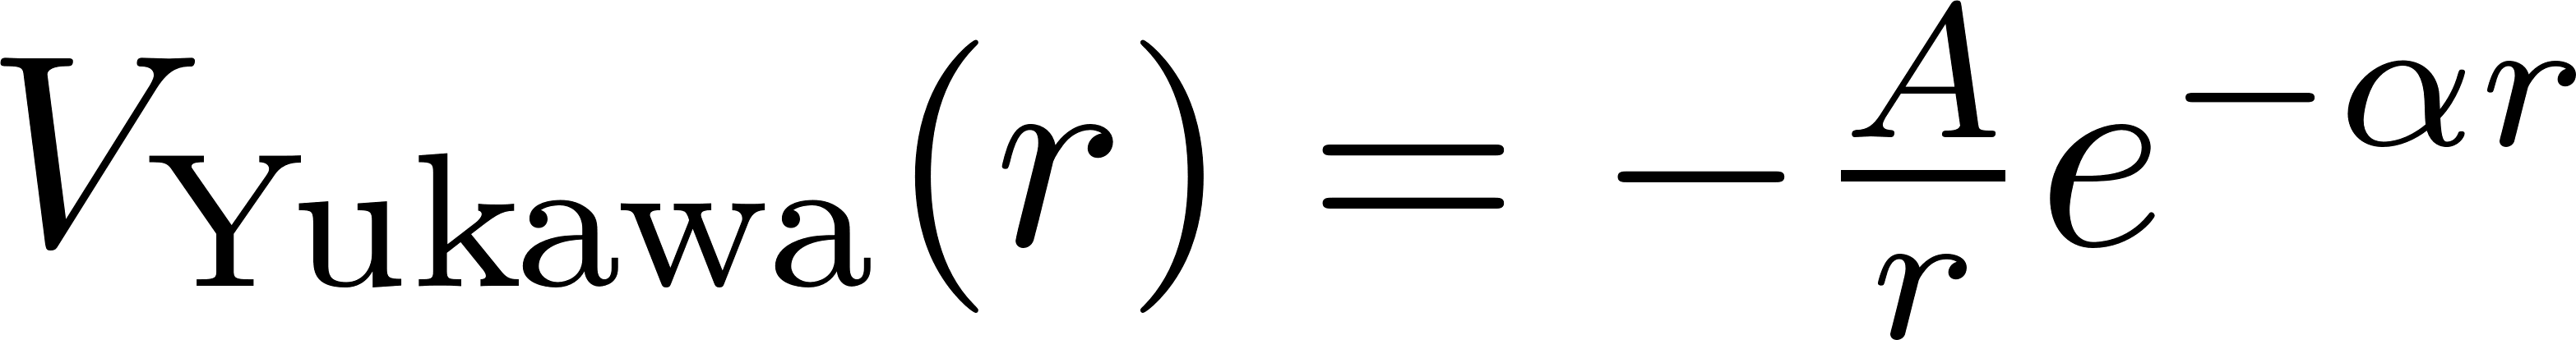 V_Yukawa(r) = −A/r e^−αr